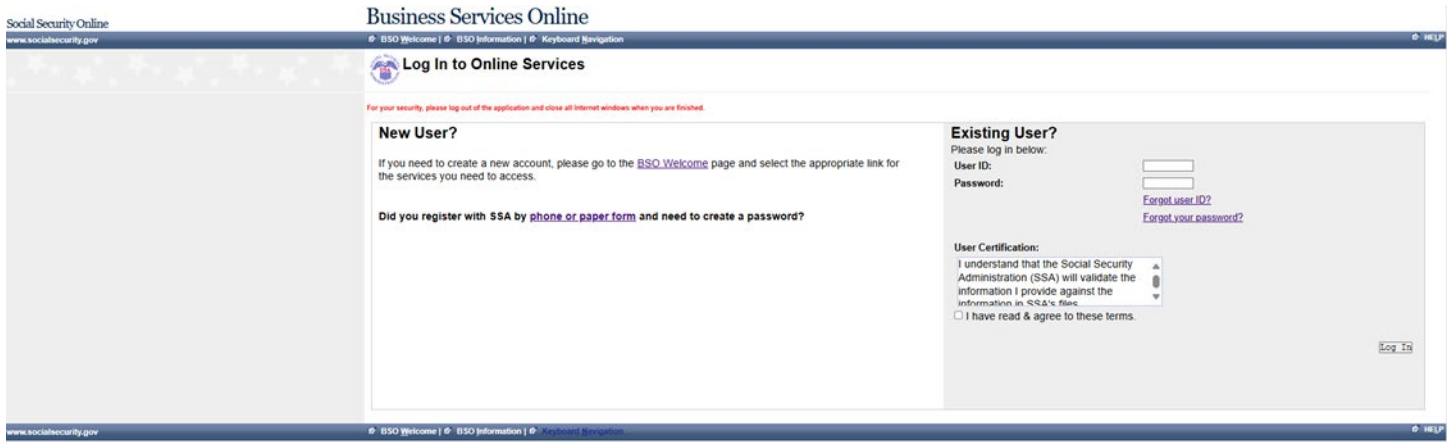 Social Security Online
Business Services Online
www.socialsecurity.gov
BSO Welcome | BSO Information | Keyboard Navigation
HELP
Log In to Online Services
For your security, please log out of the application and close all Internet windows when you are finished.
New User?
If you need to create a new account, please go to the BSO Welcome page and select the appropriate link for
the services you need to access.
Did you register with SSA by phone or paper form and need to create a password?
Existing User?
Please log in below:
User ID:
Password:
Forgot user ID?
Forgot your password?
User Certification:
I understand that the Social Security
Administration (SSA) will validate the
information I provide against the
information in SSA's files
I have read & agree to these terms.
Log In
www.socialsecurity.gov
BSO Welcome | BSO Information | Keyboard Navigation
HELP